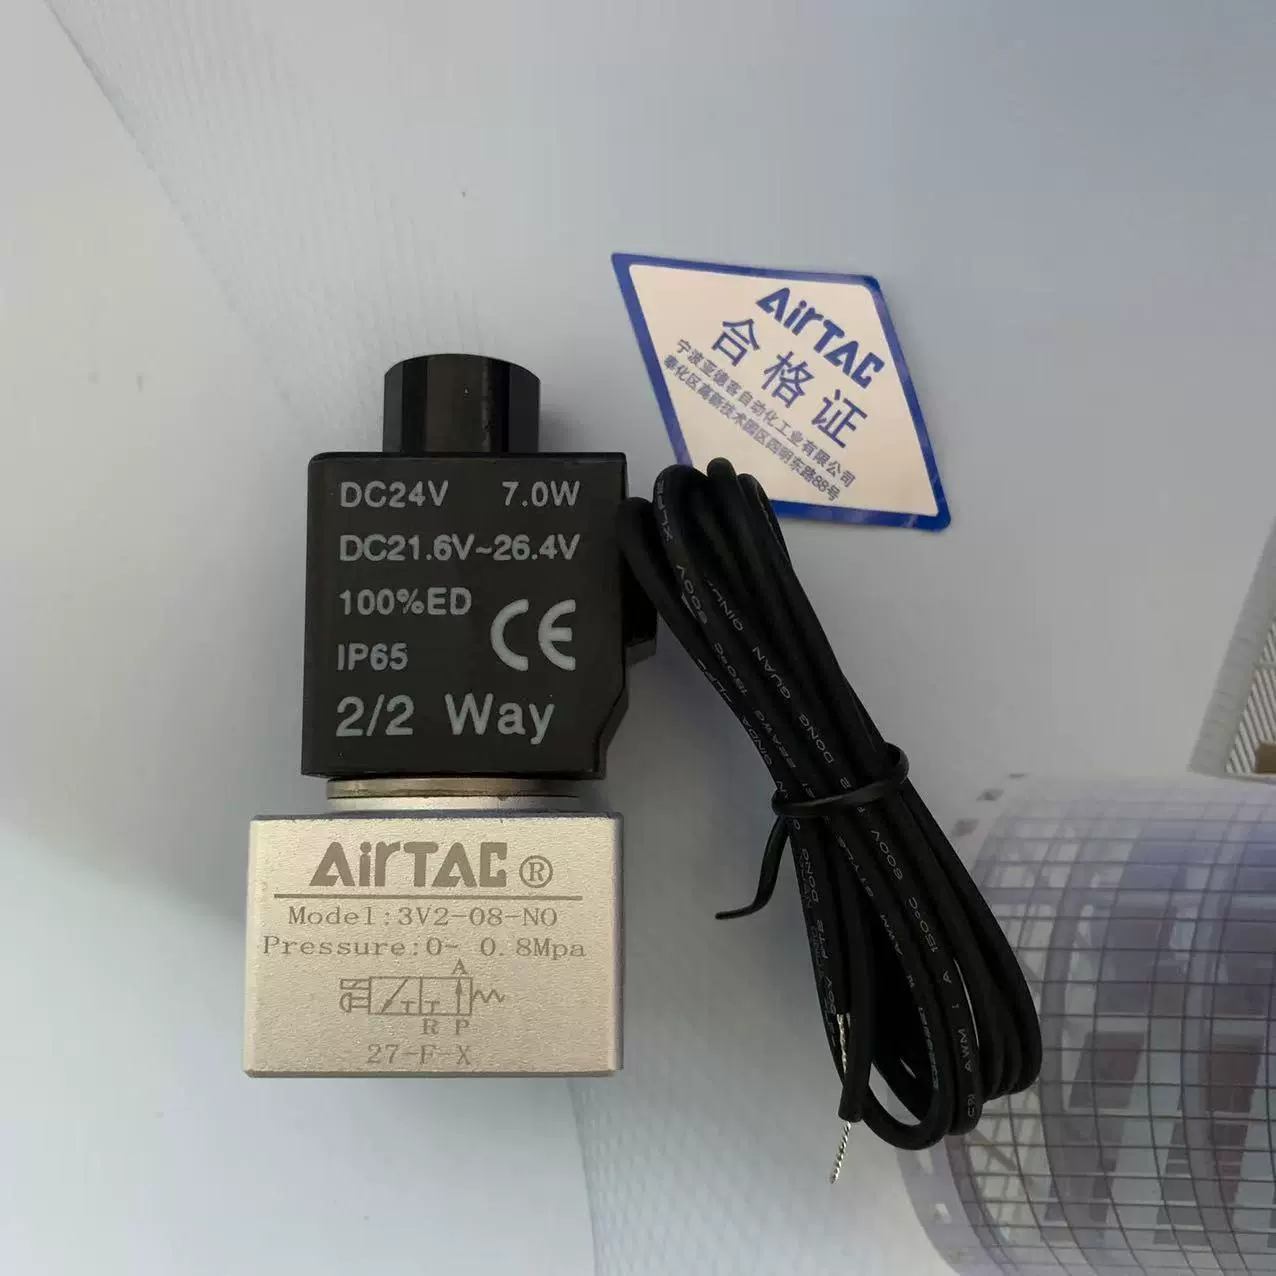 AirTAC
合格证
宁波亚德客自动化工业有限公司
奉化区高新技术园区四明东路88号
DC24V 7.0W
DC21.6V~26.4V
100%ED
CE
IP65
2/2 Way
AirTAC®
Model:3V2-08-NO
Pressure:0~ 0.8Mpa
A
T T
R P
27-F-X